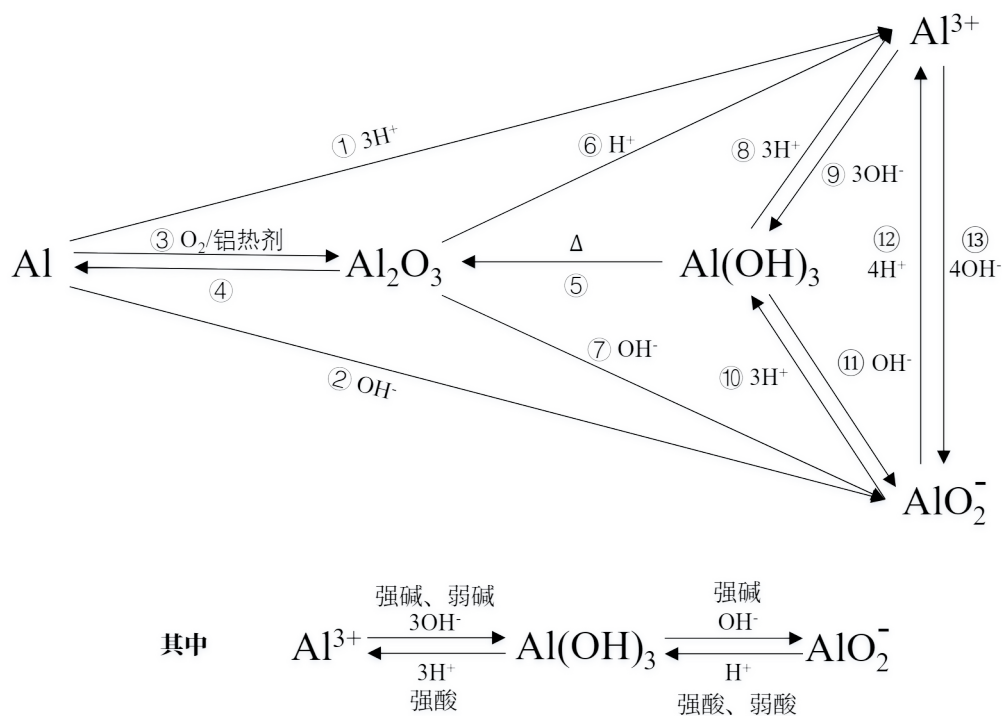 Al³⁺
① 3H⁺
⑥ H⁺
⑧ 3H⁺
⑨ 3OH⁻
③ O₂/铝热剂
Al
Al₂O₃
Δ
Al(OH)₃
⑫
4H⁺
⑬
4OH⁻
④
⑤
⑦ OH⁻
② OH⁻
⑩ 3H⁺
⑪ OH⁻
AlO₂⁻
其中
强碱、弱碱
强碱
Al³⁺
3OH⁻
Al(OH)₃
OH⁻
AlO₂⁻
3H⁺
H⁺
强酸
强酸、弱酸